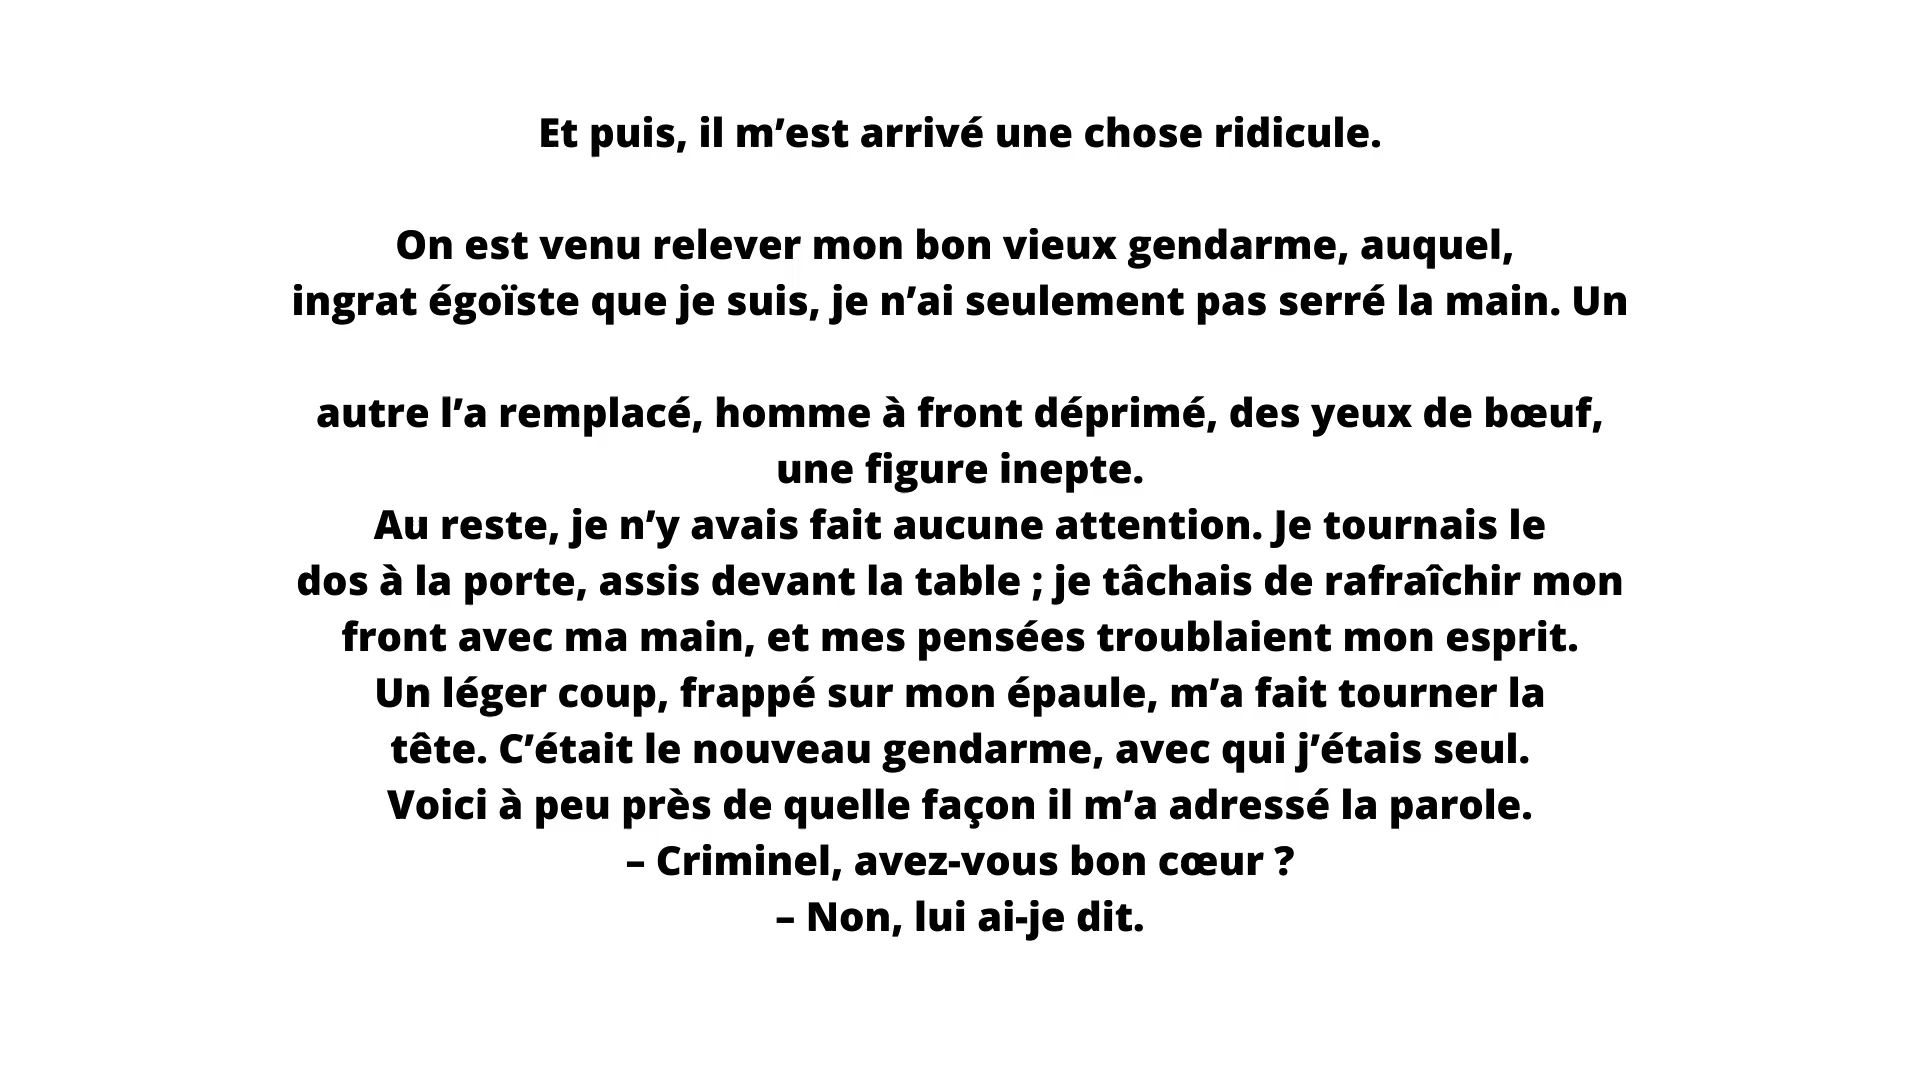 Et puis, il m’est arrivé une chose ridicule.
On est venu relever mon bon vieux gendarme, auquel,
ingrat égoïste que je suis, je n’ai seulement pas serré la main. Un
autre l’a remplacé, homme à front déprimé, des yeux de bœuf,
une figure inepte.
Au reste, je n’y avais fait aucune attention. Je tournais le
dos à la porte, assis devant la table ; je tâchais de rafraîchir mon
front avec ma main, et mes pensées troublaient mon esprit.
Un léger coup, frappé sur mon épaule, m’a fait tourner la
tête. C’était le nouveau gendarme, avec qui j’étais seul.
Voici à peu près de quelle façon il m’a adressé la parole.
– Criminel, avez-vous bon cœur ?
– Non, lui ai-je dit.